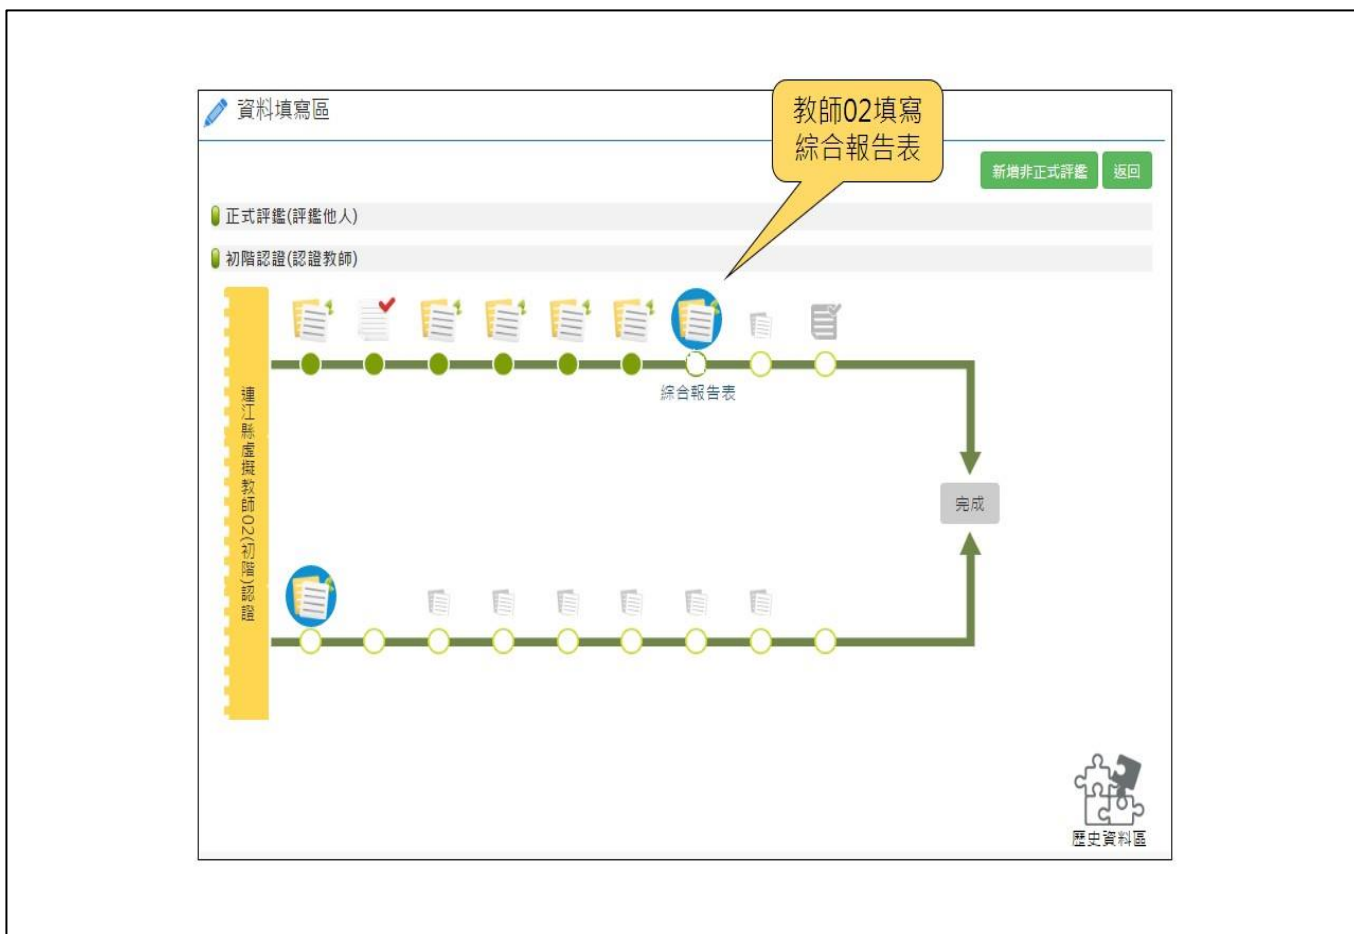 資料填寫區
教師02填寫
綜合報告表
新增非正式評鑑
返回
正式評鑑(評鑑他人)
初階認證(認證教師)
綜合報告表
連江縣虛擬教師02(初階)認證
完成
歷史資料區